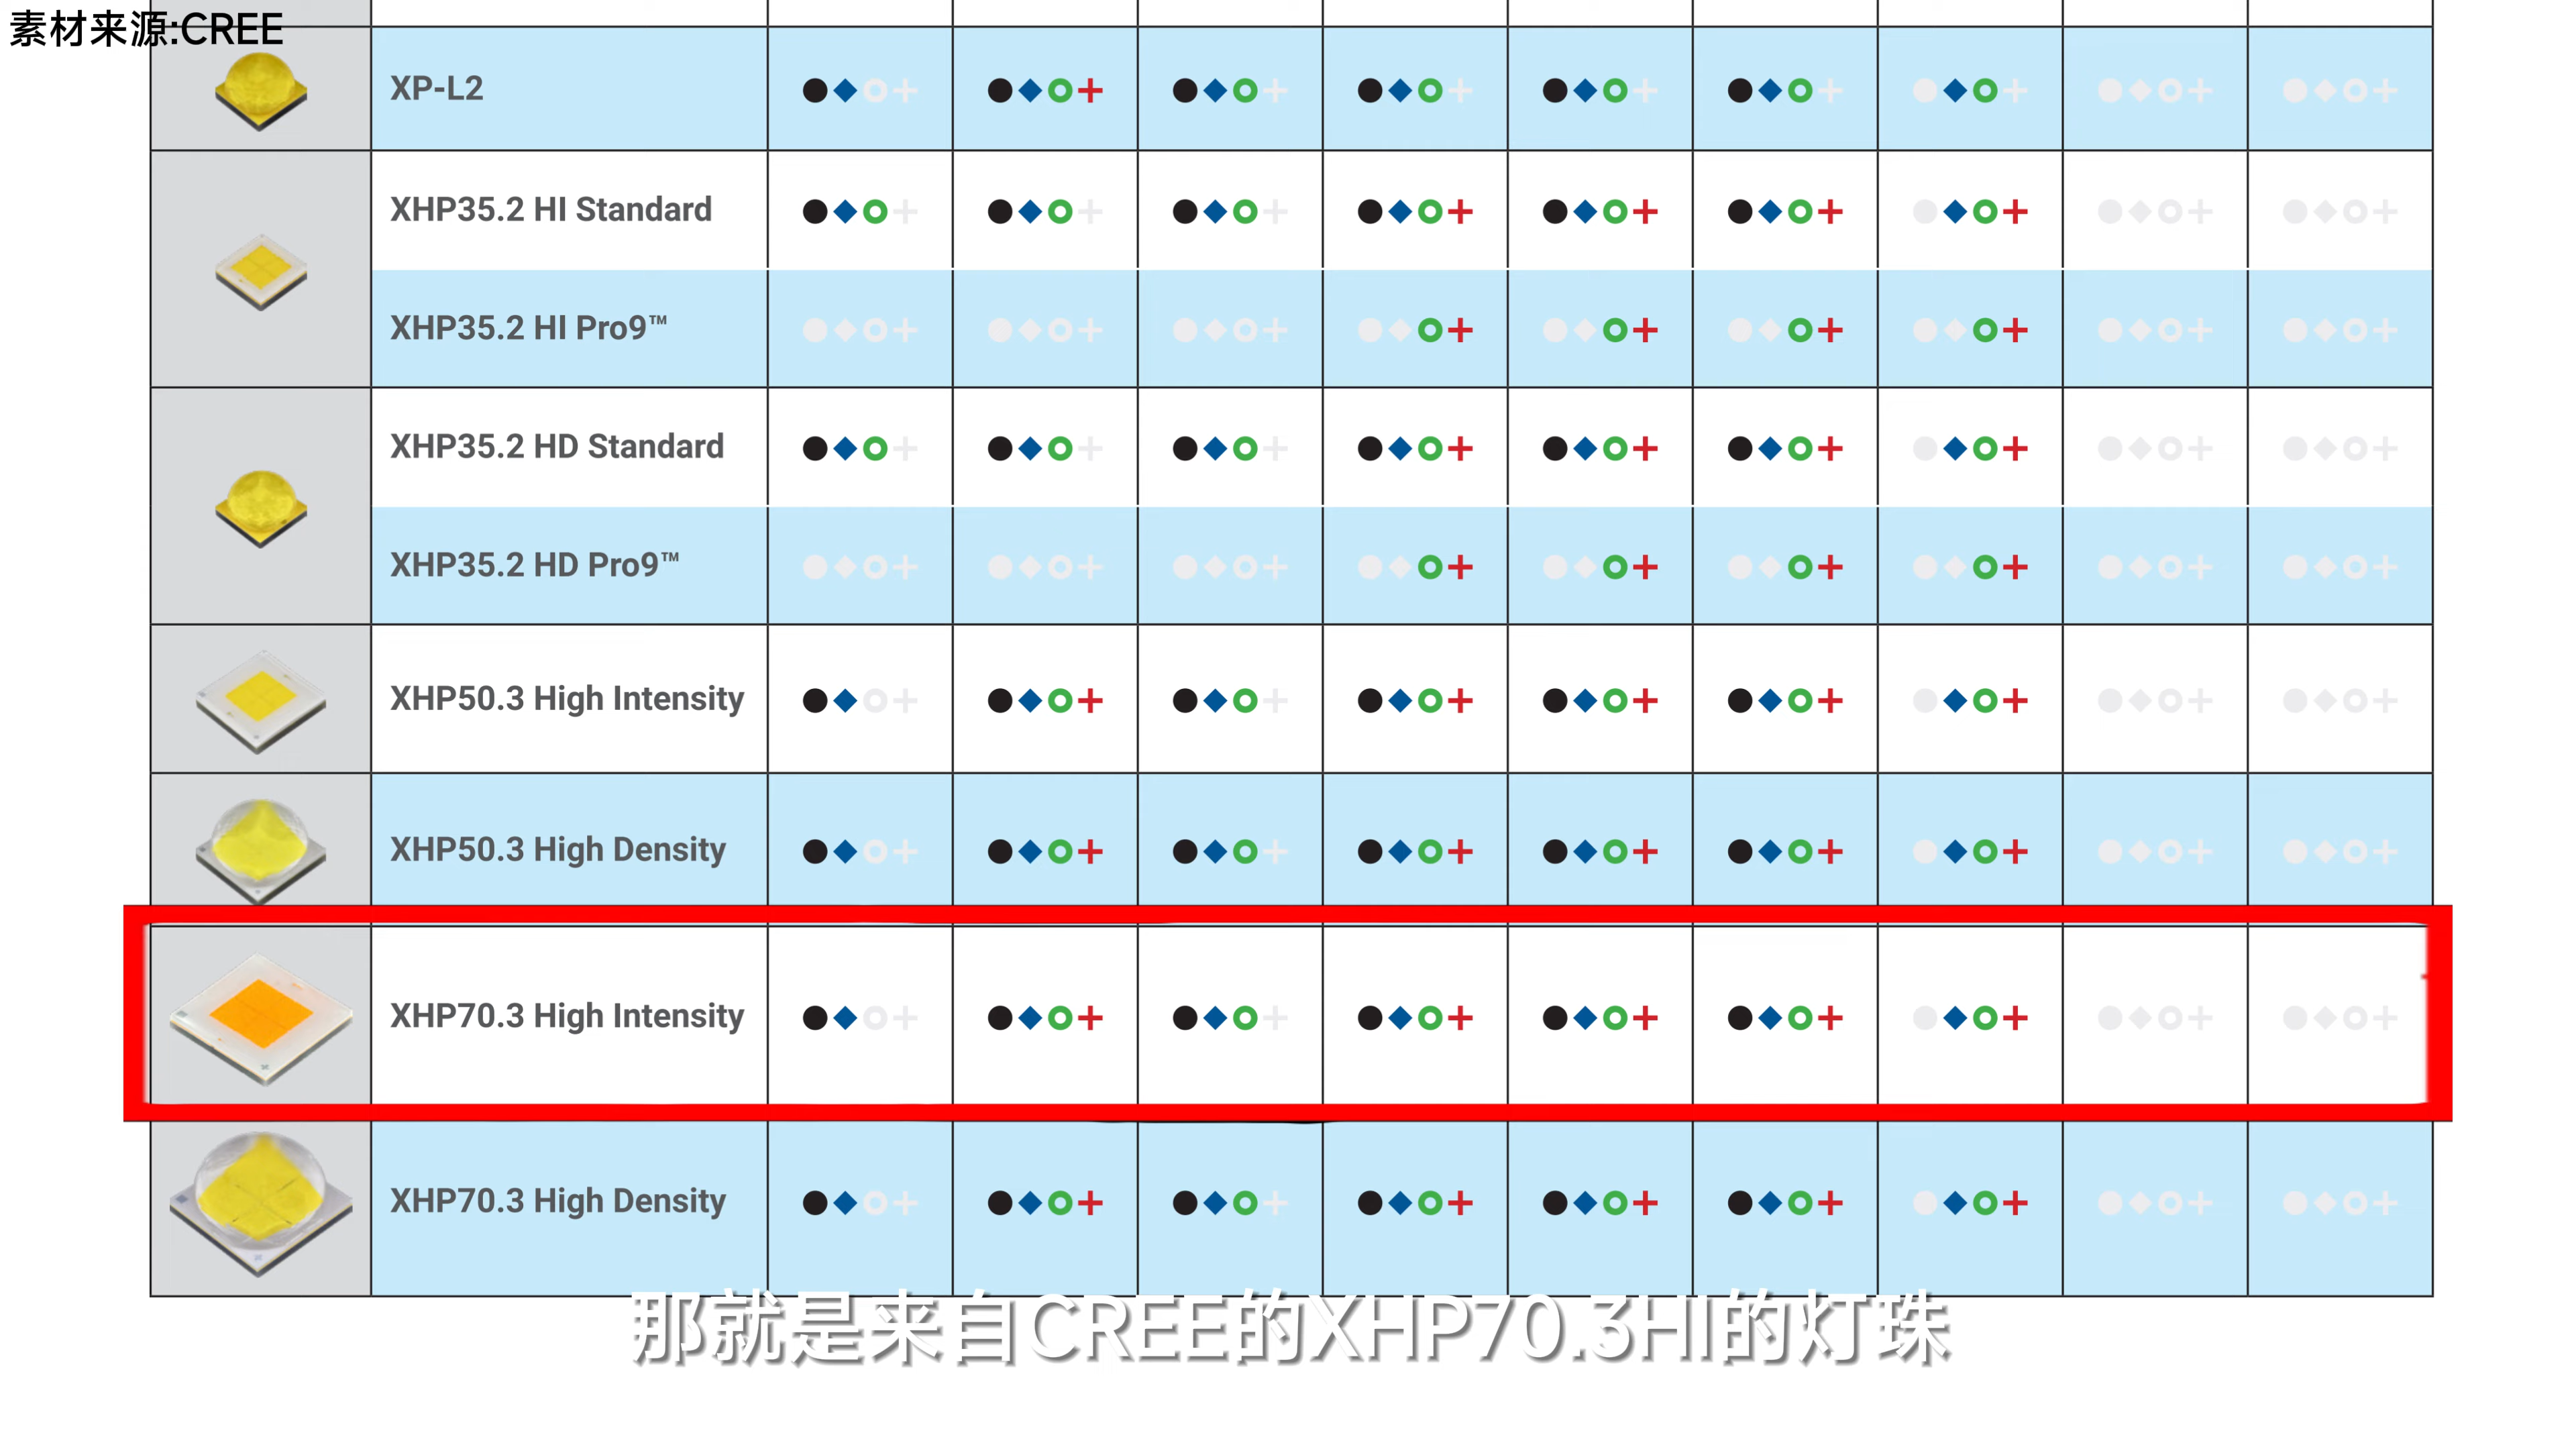 素材来源:CREE
XP-L2
XHP35.2 HI Standard
XHP35.2 HI Pro9™
XHP35.2 HD Standard
XHP35.2 HD Pro9™
XHP50.3 High Intensity
XHP50.3 High Density
XHP70.3 High Intensity
XHP70.3 High Density
那就是来自CREE的XHP70.3HI的灯珠